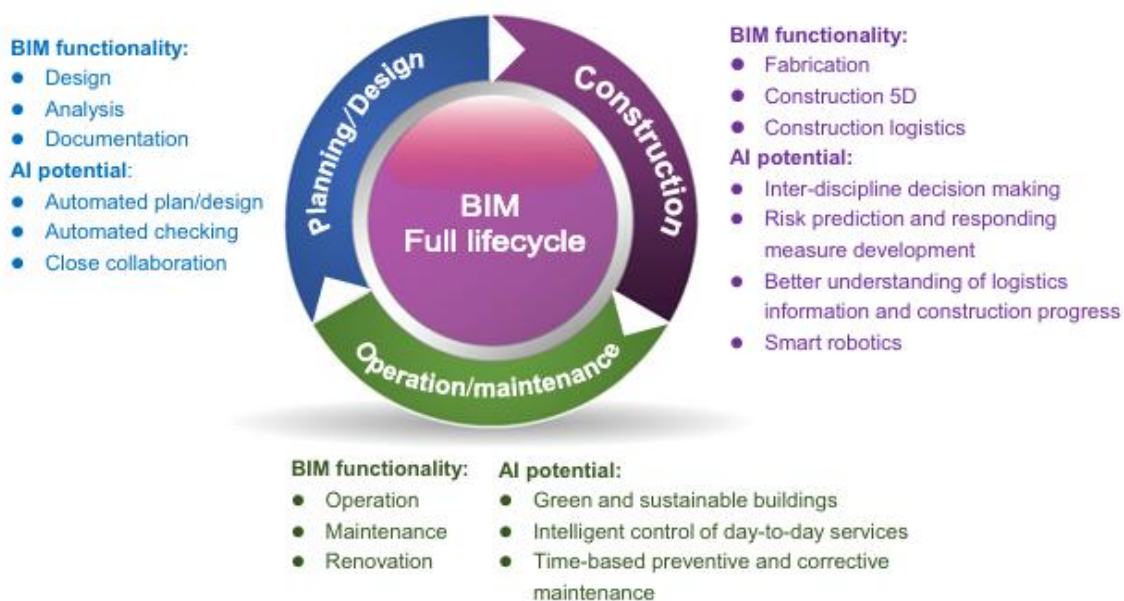 BIM functionality:
● Design
● Analysis
● Documentation
AI potential:
● Automated plan/design
● Automated checking
● Close collaboration
Planning/Design
Construction
Operation/maintenance
BIM
Full lifecycle
BIM functionality:
● Fabrication
● Construction 5D
● Construction logistics
AI potential:
● Inter-discipline decision making
● Risk prediction and responding
measure development
● Better understanding of logistics
information and construction progress
● Smart robotics
BIM functionality:
● Operation
● Maintenance
● Renovation
AI potential:
● Green and sustainable buildings
● Intelligent control of day-to-day services
● Time-based preventive and corrective
maintenance